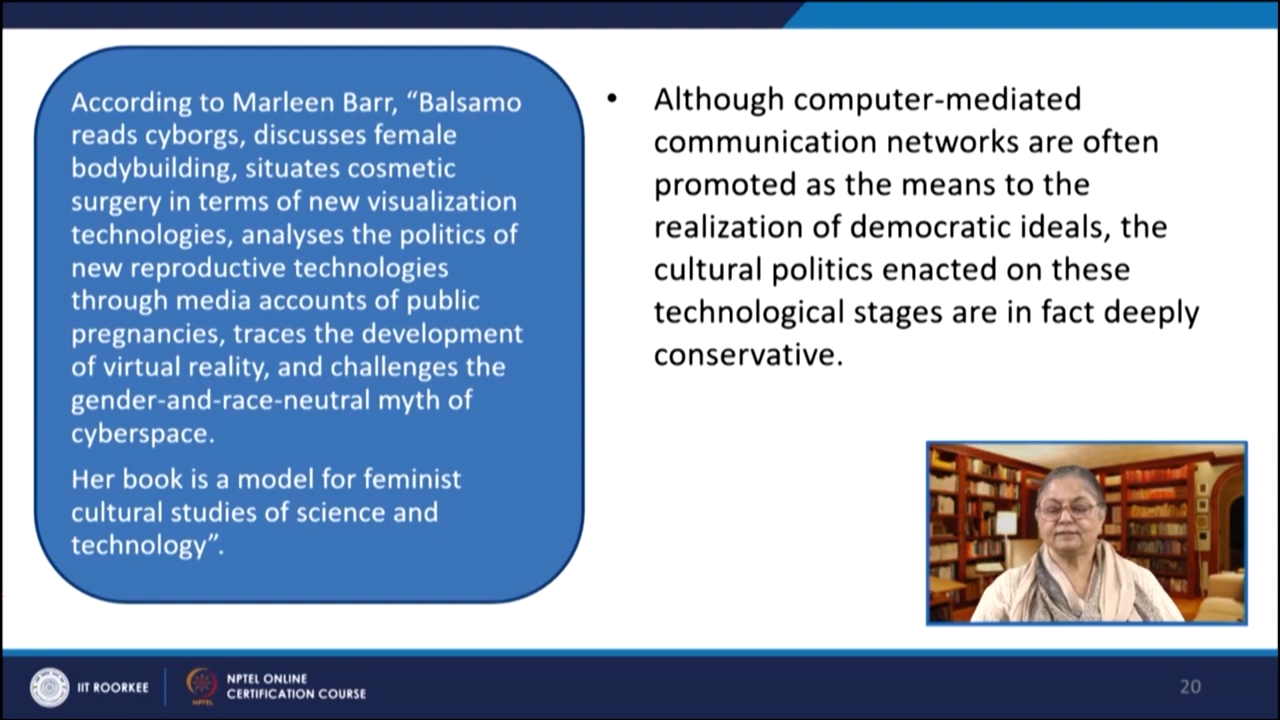 According to Marleen Barr, “Balsamo
reads cyborgs, discusses female
bodybuilding, situates cosmetic
surgery in terms of new visualization
technologies, analyses the politics of
new reproductive technologies
through media accounts of public
pregnancies, traces the development
of virtual reality, and challenges the
gender-and-race-neutral myth of
cyberspace.
Her book is a model for feminist
cultural studies of science and
technology”.
• Although computer-mediated
communication networks are often
promoted as the means to the
realization of democratic ideals, the
cultural politics enacted on these
technological stages are in fact deeply
conservative.
IIT ROORKEE
NPTEL
NPTEL ONLINE
CERTIFICATION COURSE
20